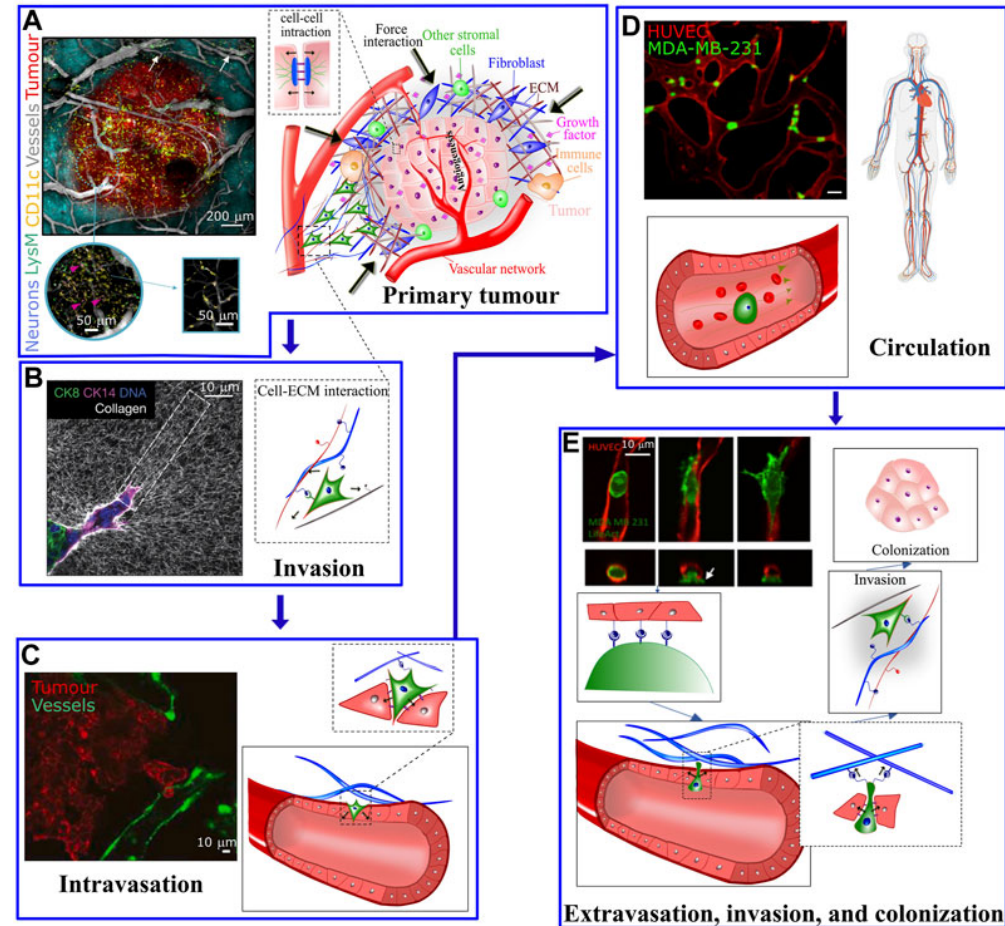 A
Neurons LysM CD11c Vessels Tumour
200 µm
50 µm
50 µm
cell-cell
intraction
Force
interaction
Other stromal
cells
Fibroblast
ECM
Growth
factor
Immune
cells
Angiogenesis
Tumor
Vascular network
Primary tumour
B
CK8 CK14 DNA
Collagen
10 µm
Cell-ECM interaction
Invasion
C
Tumour
Vessels
10 µm
Intravasation
D
HUVEC
MDA-MB-231
Circulation
E
HUVEC
10 µm
MDA MB 231
LifeAct
Colonization
Invasion
Extravasation, invasion, and colonization